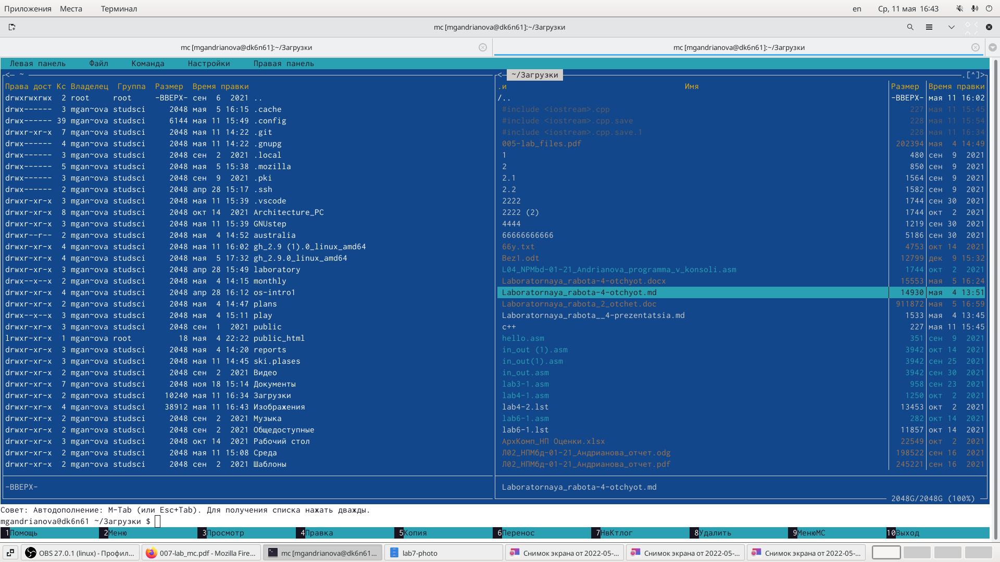 Приложения Места Терминал en Ср, 11 мая 16:43
mc [mgandrianova@dk6n61]:~/Загрузки
mc [mgandrianova@dk6n61]:~/Загрузки mc [mgandrianova@dk6n61]:~/Загрузки
Левая панель Файл Команда Настройки Правая панель
<─ ~
Права дост Кс Владелец Группа Размер Время правки
drwxrwxrwx 2 root root -ВВЕРХ- сен 6 2021 ..
drwx------ 3 mgan~ova studsci 2048 мая 5 16:15 .cache
drwx------ 39 mgan~ova studsci 6144 мая 11 15:49 .config
drwxr-xr-x 7 mgan~ova studsci 2048 мая 11 14:22 .git
drwx------ 4 mgan~ova studsci 2048 мая 11 14:22 .gnupg
drwx------ 3 mgan~ova studsci 2048 сен 2 2021 .local
drwx------ 5 mgan~ova studsci 2048 мая 5 15:38 .mozilla
drwx------ 3 mgan~ova studsci 2048 сен 9 2021 .pki
drwx------ 2 mgan~ova studsci 2048 апр 28 15:17 .ssh
drwxr-xr-x 3 mgan~ova studsci 2048 мая 11 15:39 .vscode
drwxr-xr-x 8 mgan~ova studsci 2048 окт 14 2021 Architecture_PC
drwxr-xr-x 3 mgan~ova studsci 2048 мая 11 15:39 GNUstep
drwxr--r-- 2 mgan~ova studsci 2048 мая 4 14:52 australia
drwxr-xr-x 4 mgan~ova studsci 2048 мая 11 16:02 gh_2.9 (1).0_linux_amd64
drwxr-xr-x 4 mgan~ova studsci 2048 мая 5 17:32 gh_2.9.0_linux_amd64
drwxr-xr-x 3 mgan~ova studsci 2048 апр 28 15:49 laboratory
drwx--x--x 2 mgan~ova studsci 2048 мая 4 14:15 monthly
drwxr-xr-x 4 mgan~ova studsci 2048 апр 28 16:12 os-intro1
drwxr-xr-x 2 mgan~ova studsci 2048 мая 4 14:47 plans
drwx--x--x 3 mgan~ova studsci 2048 мая 4 15:11 play
drwxr-xr-x 3 mgan~ova studsci 2048 сен 1 2021 public
lrwxr-xr-x 1 mgan~ova root 18 мая 4 22:22 public_html
drwxr-xr-x 3 mgan~ova studsci 2048 мая 4 14:20 reports
drwxr-xr-x 3 mgan~ova studsci 2048 мая 11 14:45 ski.plases
drwxr-xr-x 2 mgan~ova studsci 2048 сен 2 2021 Видео
drwxr-xr-x 7 mgan~ova studsci 2048 ноя 18 15:14 Документы
drwxr-xr-x 2 mgan~ova studsci 10240 мая 11 16:34 Загрузки
drwxr-xr-x 4 mgan~ova studsci 38912 мая 11 16:43 Изображения
drwxr-xr-x 2 mgan~ova studsci 2048 сен 2 2021 Музыка
drwxr-xr-x 2 mgan~ova studsci 2048 сен 2 2021 Общедоступные
drwxr-xr-x 3 mgan~ova studsci 2048 окт 14 2021 Рабочий стол
drwxr-xr-x 2 mgan~ova studsci 2048 мая 11 15:08 Среда
drwxr-xr-x 2 mgan~ova studsci 2048 сен 2 2021 Шаблоны
-ВВЕРХ-
<─ ~/Загрузки .[^]>
.и Имя Размер Время правки
/.. -ВВЕРХ- мая 11 16:02
#include <iostream>.cpp 227 мая 11 15:45
#include <iostream>.cpp.save 228 мая 11 15:54
#include <iostream>.cpp.save.1 228 мая 11 16:34
005-lab_files.pdf 202394 мая 4 14:49
1 480 сен 9 2021
2 850 сен 9 2021
2.1 1564 сен 9 2021
2.2 1582 сен 9 2021
2222 1744 сен 30 2021
2222 (2) 1744 окт 2 2021
4444 1219 сен 30 2021
66666666666 5186 сен 30 2021
66y.txt 4753 окт 14 2021
Bez1.odt 12799 дек 9 15:32
L04_NPMbd-01-21_Andrianova_programma_v_konsoli.asm 1744 окт 2 2021
Laboratornaya_rabota-4-otchyot.docx 15553 мая 5 16:24
Laboratornaya_rabota-4-otchyot.md 14930 мая 4 13:51
Laboratornaya_rabota_2_otchet.doc 911872 мая 5 16:59
Laboratornaya_rabota__4-prezentatsia.md 1533 мая 4 13:45
c++ 227 мая 11 15:45
hello.asm 351 сен 9 2021
in_out (1).asm 3942 окт 14 2021
in_out(1).asm 3942 сен 25 2021
in_out.asm 3942 сен 30 2021
lab3-1.asm 958 сен 23 2021
lab4-1.asm 1250 окт 2 2021
lab4-2.lst 13453 окт 2 2021
lab6-1.asm 282 окт 14 2021
lab6-1.lst 11857 окт 14 2021
АрхКомп_НП Оценки.xlsx 22549 окт 2 2021
Л02_НПМбд-01-21_Андрианова_отчет.odg 198522 сен 16 2021
Л02_НПМбд-01-21_Андрианова_отчет.pdf 245221 сен 16 2021
Laboratornaya_rabota-4-otchyot.md
2048G/2048G (100%)
Совет: Автодополнение: M-Tab (или Esc+Tab). Для получения списка нажать дважды.
mgandrianova@dk6n61 ~/Загрузки $
1Помощь 2Меню 3Просмотр 4Правка 5Копия 6Перенос 7НвКтлог 8Удалить 9МенюMC 10Выход
OBS 27.0.1 (linux) - Профил... 007-lab_mc.pdf - Mozilla Fire... mc [mgandrianova@dk6n61... lab7-photo Снимок экрана от 2022-05-... Снимок экрана от 2022-05-... Снимок экрана от 2022-05-...